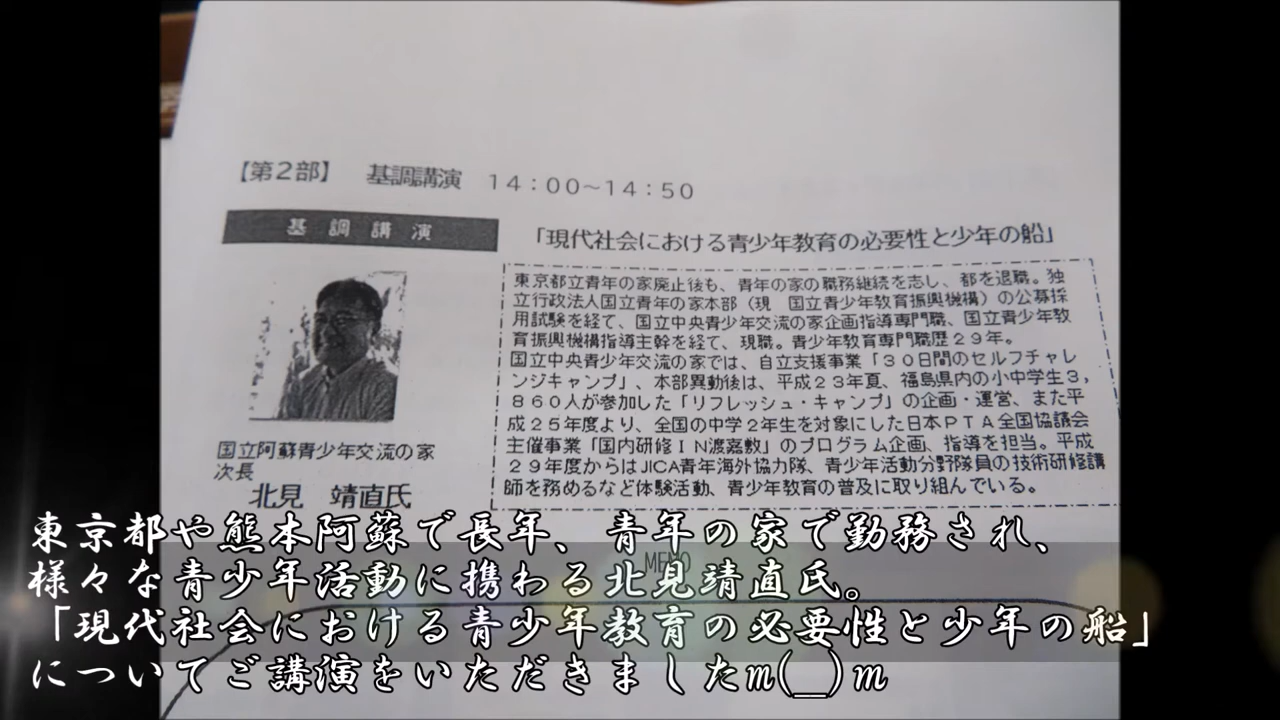 【第2部】 基調講演 14:00~14:50
基調講演
「現代社会における青少年教育の必要性と少年の船」
東京都立青年の家廃止後も、青年の家の職務継続を志し、都を退職。独
立行政法人国立青年の家本部（現 国立青少年教育振興機構）の公募採
用試験を経て、国立中央青少年交流の家企画指導専門職、国立青少年教
育振興機構指導主幹を経て、現職。青少年教育専門職歴29年。
国立中央青少年交流の家では、自立支援事業「30日間のセルフチャレ
ンジキャンプ」、本部異動後は、平成23年夏、福島県内の小中学生3,
860人が参加した「リフレッシュ・キャンプ」の企画・運営、また平
成25年度より、全国の中学2年生を対象にした日本PTA全国協議会
主催事業「国内研修IN渡嘉敷」のプログラム企画、指導を担当。平成
29年度からはJICA青年海外協力隊、青少年活動分野隊員の技術研修講
師を務めるなど体験活動、青少年教育の普及に取り組んでいる。
国立阿蘇青少年交流の家
次長
北見 靖直氏
MEMO
東京都や熊本阿蘇で長年、青年の家で勤務され、
様々な青少年活動に携わる北見靖直氏。
「現代社会における青少年教育の必要性と少年の船」
についてご講演をいただきましたm(__)m